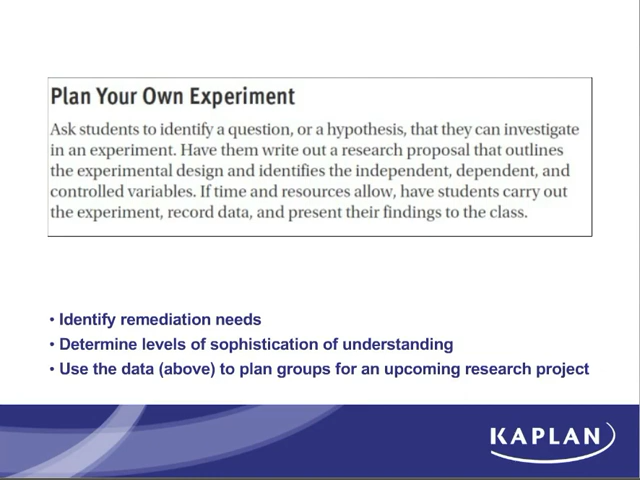 Plan Your Own Experiment
Ask students to identify a question, or a hypothesis, that they can investigate
in an experiment. Have them write out a research proposal that outlines
the experimental design and identifies the independent, dependent, and
controlled variables. If time and resources allow, have students carry out
the experiment, record data, and present their findings to the class.
• Identify remediation needs
• Determine levels of sophistication of understanding
• Use the data (above) to plan groups for an upcoming research project
KAPLAN